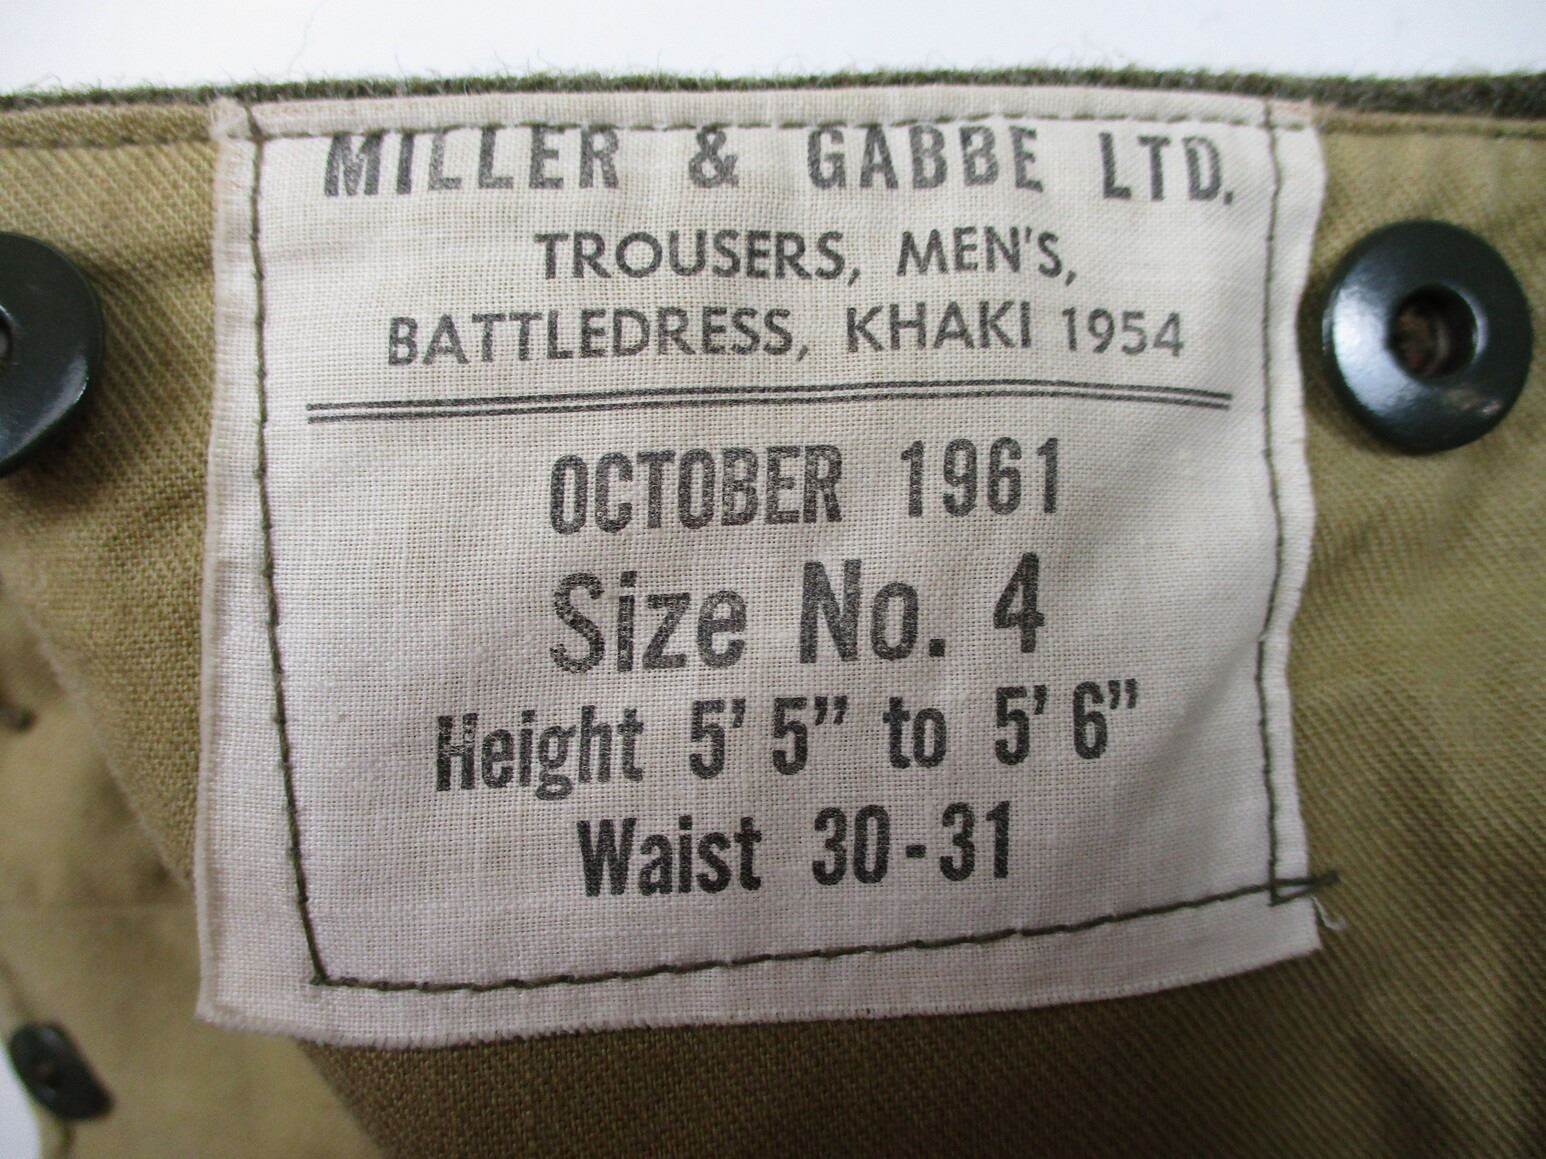 MILLER & GABBE LTD.
TROUSERS, MEN'S,
BATTLEDRESS, KHAKI 1954
OCTOBER 1961
Size No. 4
Height 5' 5” to 5' 6”
Waist 30-31